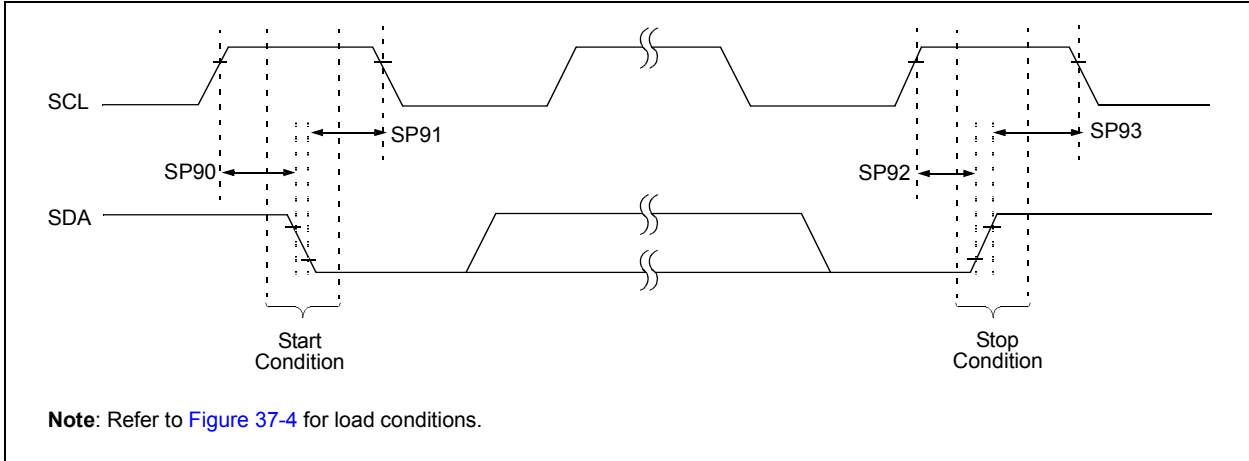 SCL
SP91
SP93
SP90
SP92
SDA
Start
Condition
Stop
Condition
Note: Refer to Figure 37-4 for load conditions.